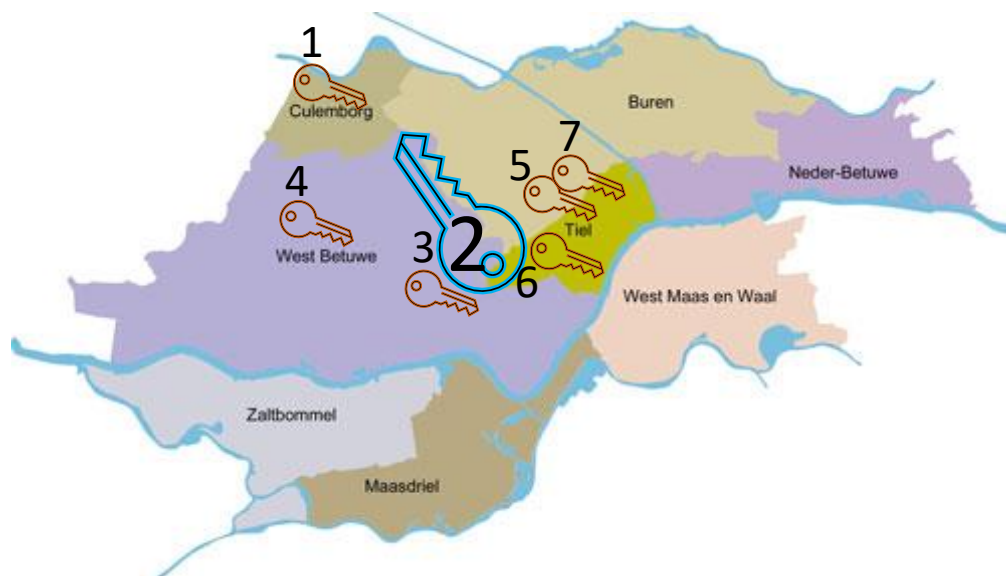 1
Culemborg
Buren
7
5
Neder-Betuwe
4
Tiel
2
3
West Betuwe
6
West Maas en Waal
Zaltbommel
Maasdriel